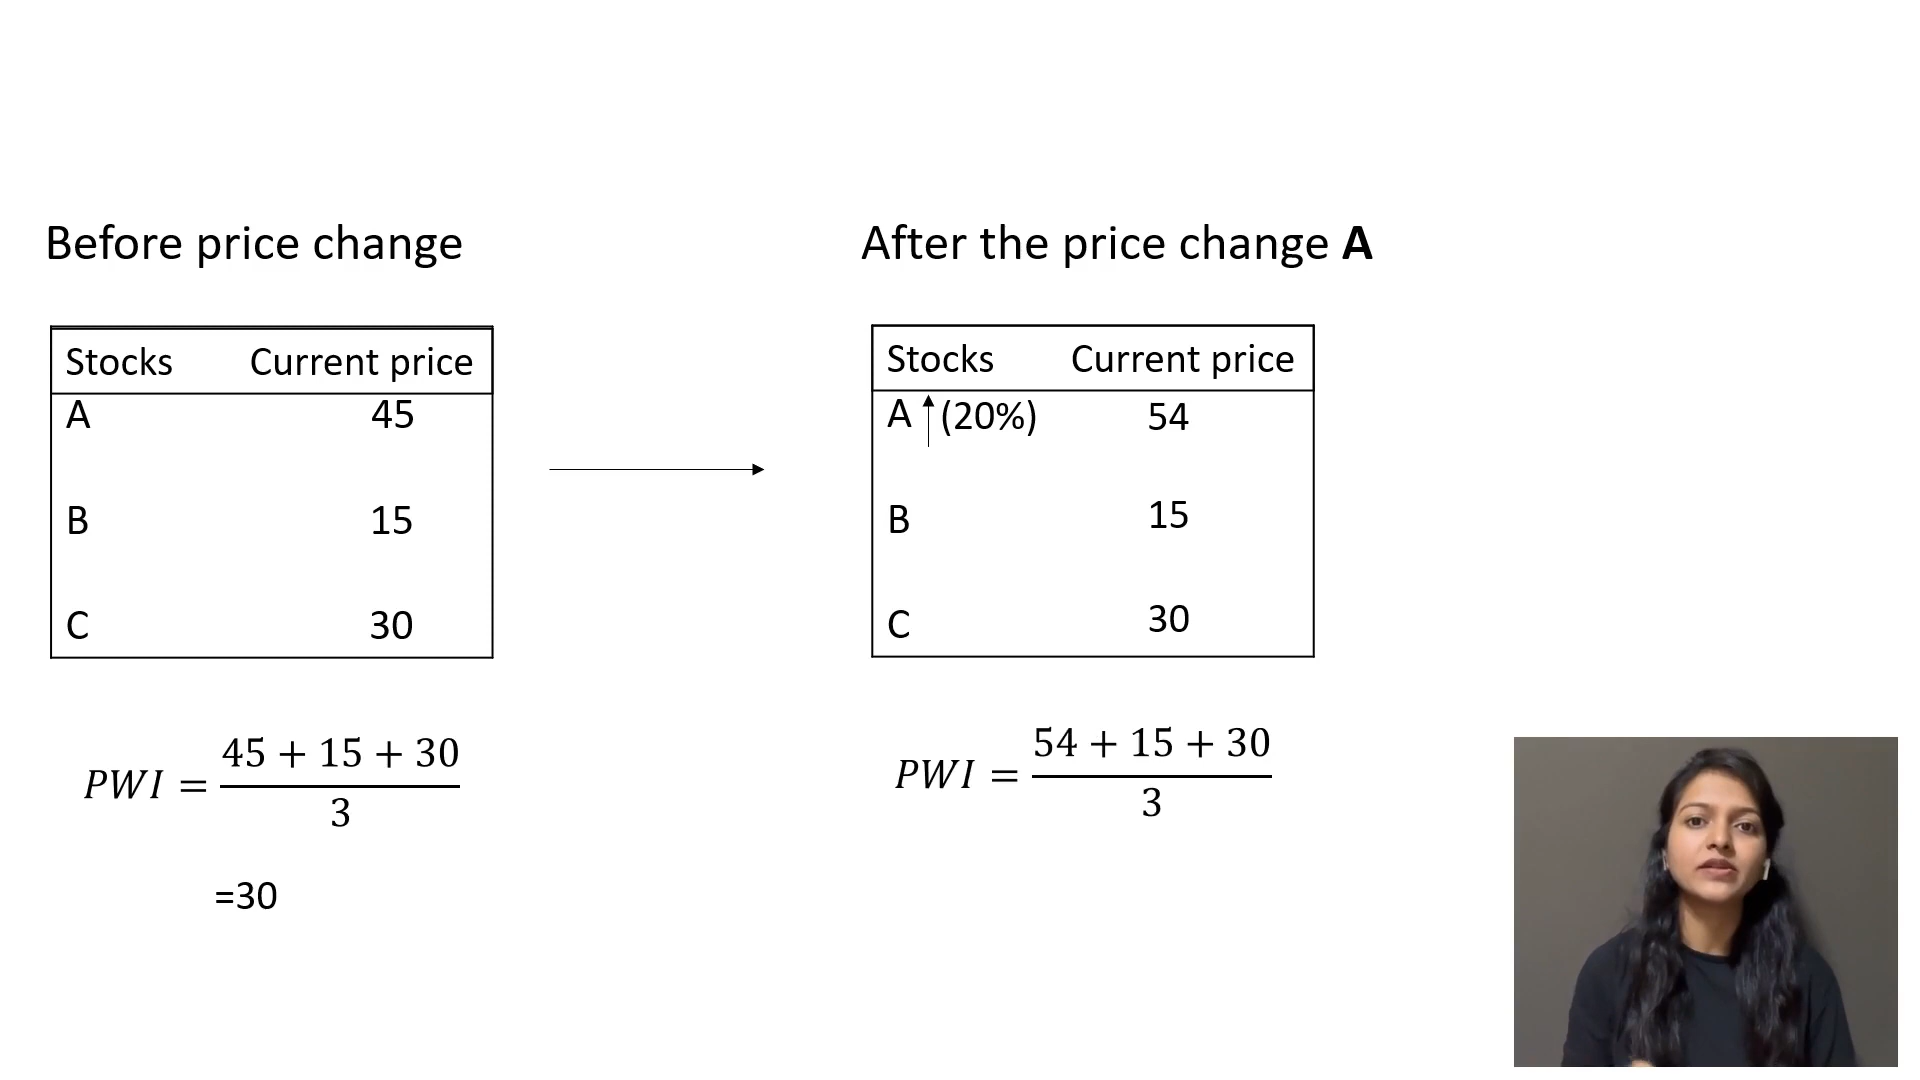 Before price change
Stocks Current price
A 45
B 15
C 30
PWI = (45 + 15 + 30) / 3
=30
After the price change A
Stocks Current price
A (20%) 54
B 15
C 30
PWI = (54 + 15 + 30) / 3